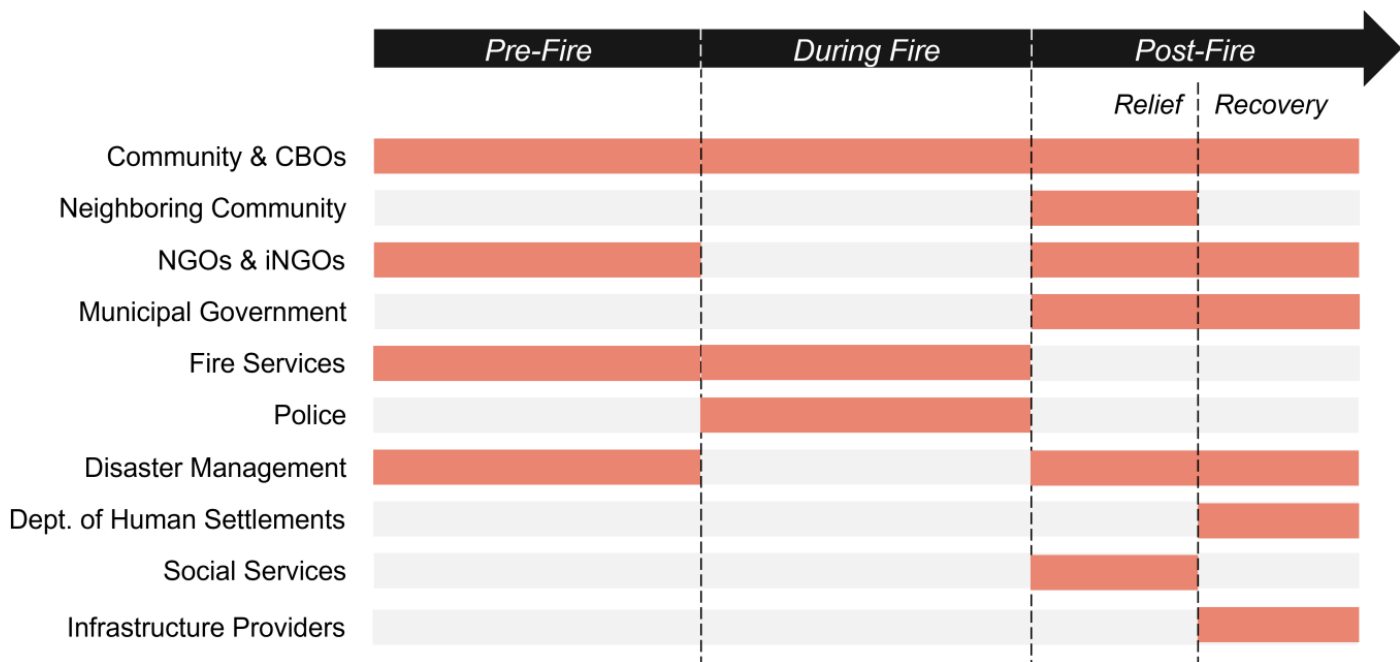 Pre-Fire During Fire Post-Fire
Relief Recovery
Community & CBOs
Neighboring Community
NGOs & iNGOs
Municipal Government
Fire Services
Police
Disaster Management
Dept. of Human Settlements
Social Services
Infrastructure Providers